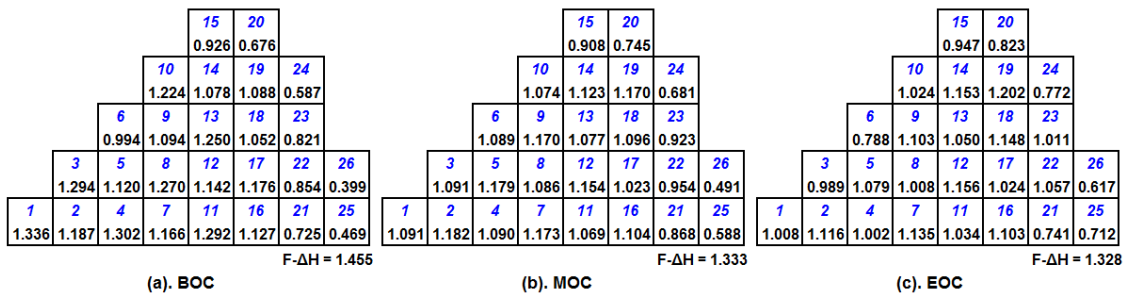 15 20
0.926 0.676
10 14 19 24
1.224 1.078 1.088 0.587
6 9 13 18 23
0.994 1.094 1.250 1.052 0.821
3 5 8 12 17 22 26
1.294 1.120 1.270 1.142 1.176 0.854 0.399
1 2 4 7 11 16 21 25
1.336 1.187 1.302 1.166 1.292 1.127 0.725 0.469
F-ΔH = 1.455
(a). BOC
15 20
0.908 0.745
10 14 19 24
1.074 1.123 1.170 0.681
6 9 13 18 23
1.089 1.170 1.077 1.096 0.923
3 5 8 12 17 22 26
1.091 1.179 1.086 1.154 1.023 0.954 0.491
1 2 4 7 11 16 21 25
1.091 1.182 1.090 1.173 1.069 1.104 0.868 0.588
F-ΔH = 1.333
(b). MOC
15 20
0.947 0.823
10 14 19 24
1.024 1.153 1.202 0.772
6 9 13 18 23
0.788 1.103 1.050 1.148 1.011
3 5 8 12 17 22 26
0.989 1.079 1.008 1.156 1.024 1.057 0.617
1 2 4 7 11 16 21 25
1.008 1.116 1.002 1.135 1.034 1.103 0.741 0.712
F-ΔH = 1.328
(c). EOC